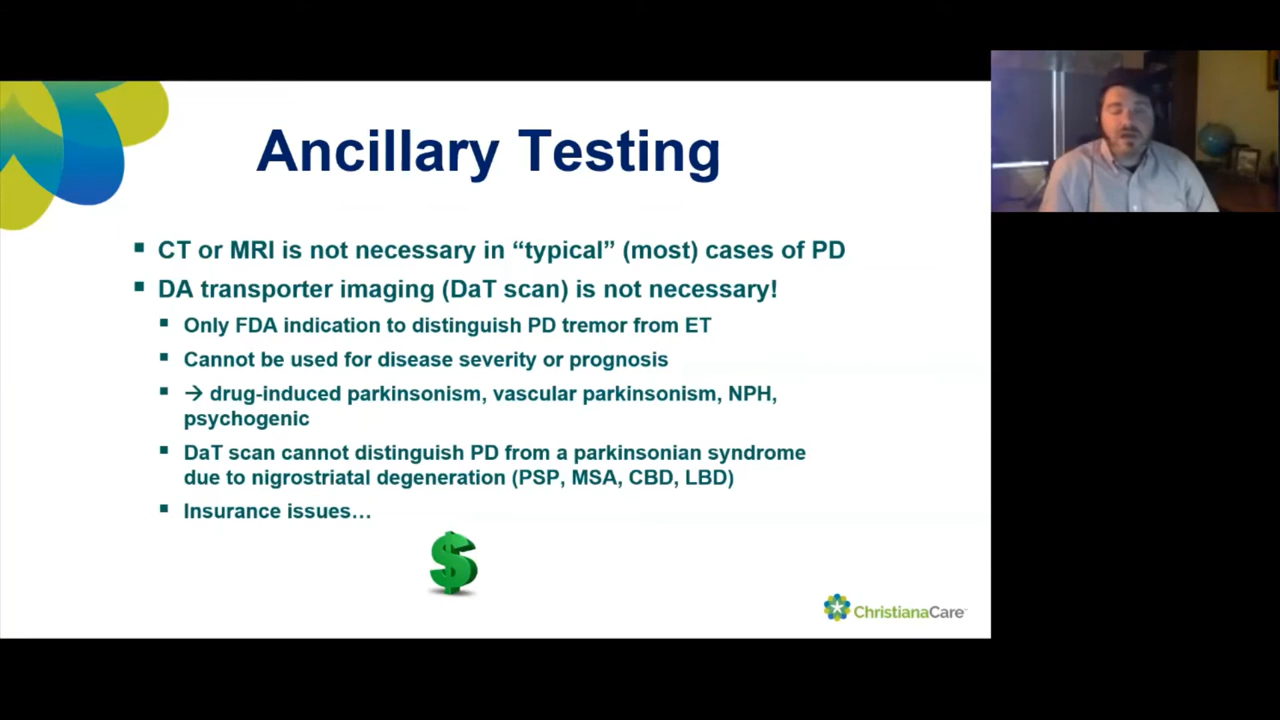 Ancillary Testing
▪ CT or MRI is not necessary in “typical” (most) cases of PD
▪ DA transporter imaging (DaT scan) is not necessary!
▪ Only FDA indication to distinguish PD tremor from ET
▪ Cannot be used for disease severity or prognosis
▪ → drug-induced parkinsonism, vascular parkinsonism, NPH,
psychogenic
▪ DaT scan cannot distinguish PD from a parkinsonian syndrome
due to nigrostriatal degeneration (PSP, MSA, CBD, LBD)
▪ Insurance issues…
$
ChristianaCare™